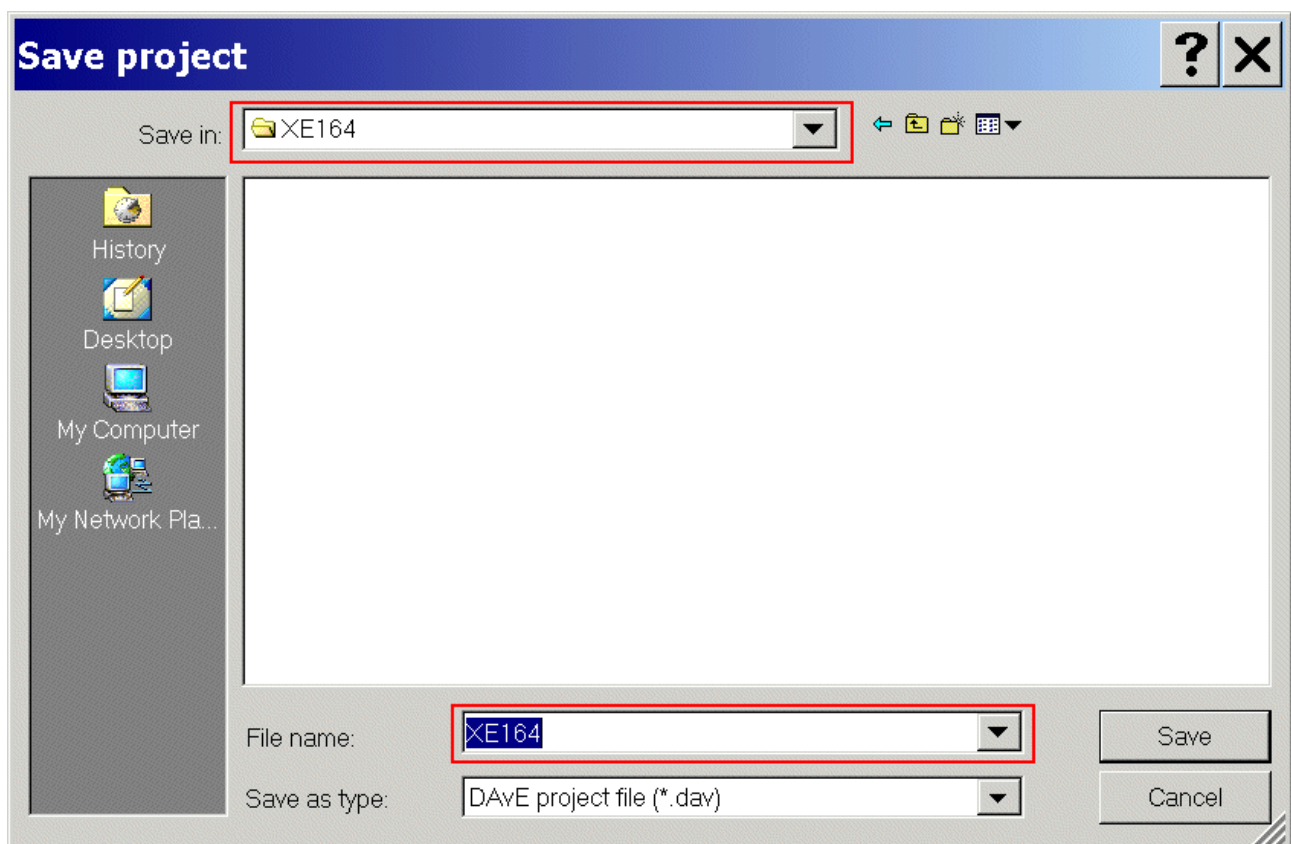 Save project
Save in: XE164
History
Desktop
My Computer
My Network Pla...
File name: XE164 Save
Save as type: DAvE project file (*.dav) Cancel